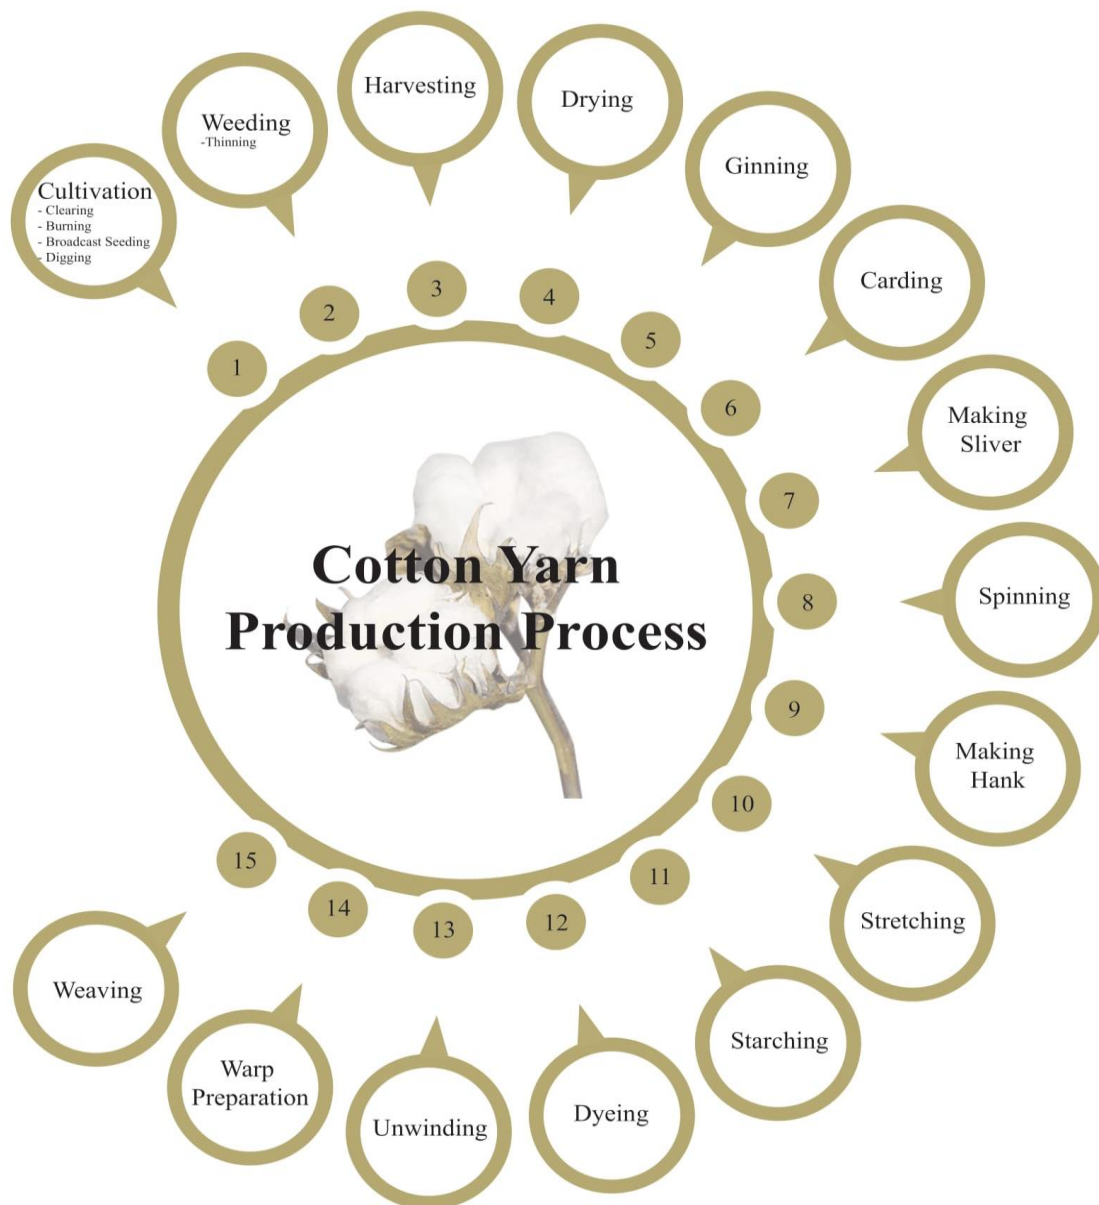 Cotton Yarn
Production Process
1
Cultivation
- Clearing
- Burning
- Broadcast Seeding
- Digging
2
Weeding
-Thinning
3
Harvesting
4
Drying
5
Ginning
6
Carding
7
Making
Sliver
8
Spinning
9
Making
Hank
10
Stretching
11
Starching
12
Dyeing
13
Unwinding
14
Warp
Preparation
15
Weaving